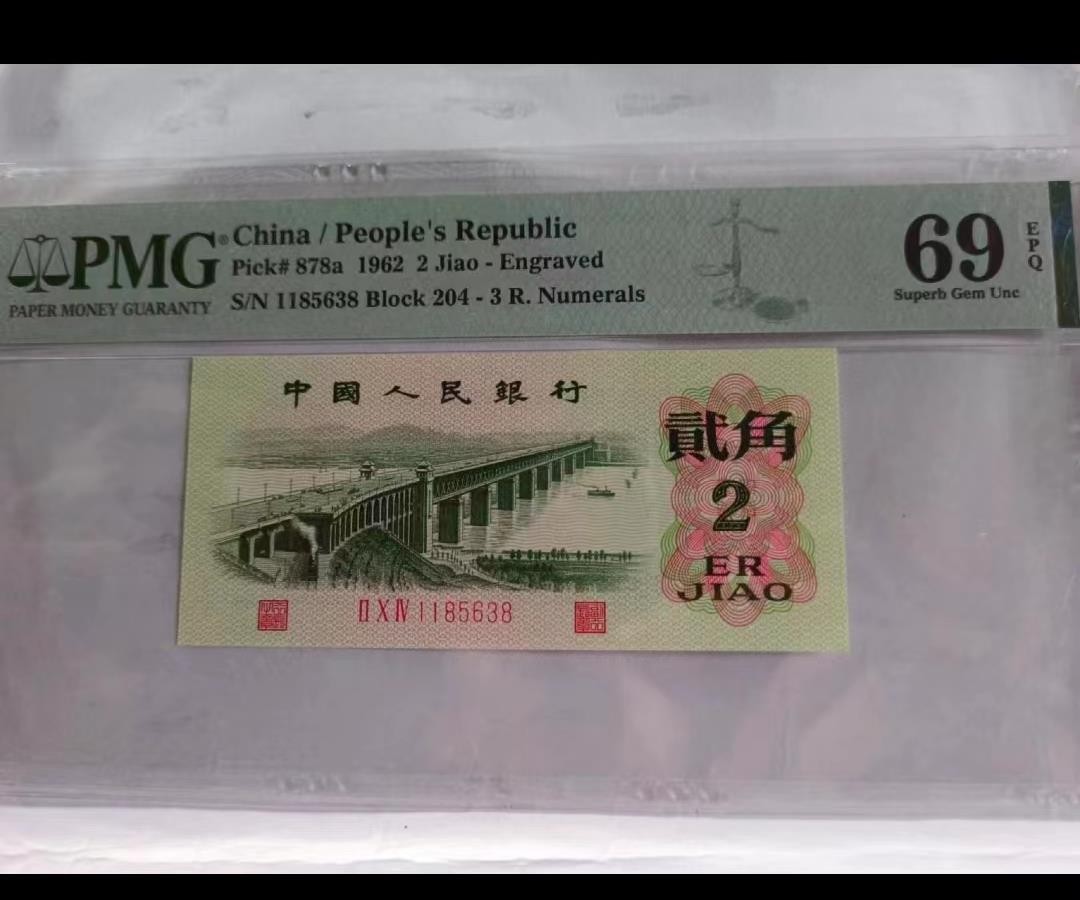 PMG®
PAPER MONEY GUARANTY
China / People's Republic
Pick# 878a 1962 2 Jiao - Engraved
S/N 1185638 Block 204 - 3 R. Numerals
69
EPQ
Superb Gem Unc
中國人民銀行
貳角
2
ER
JIAO
ⅡⅩⅣ1185638